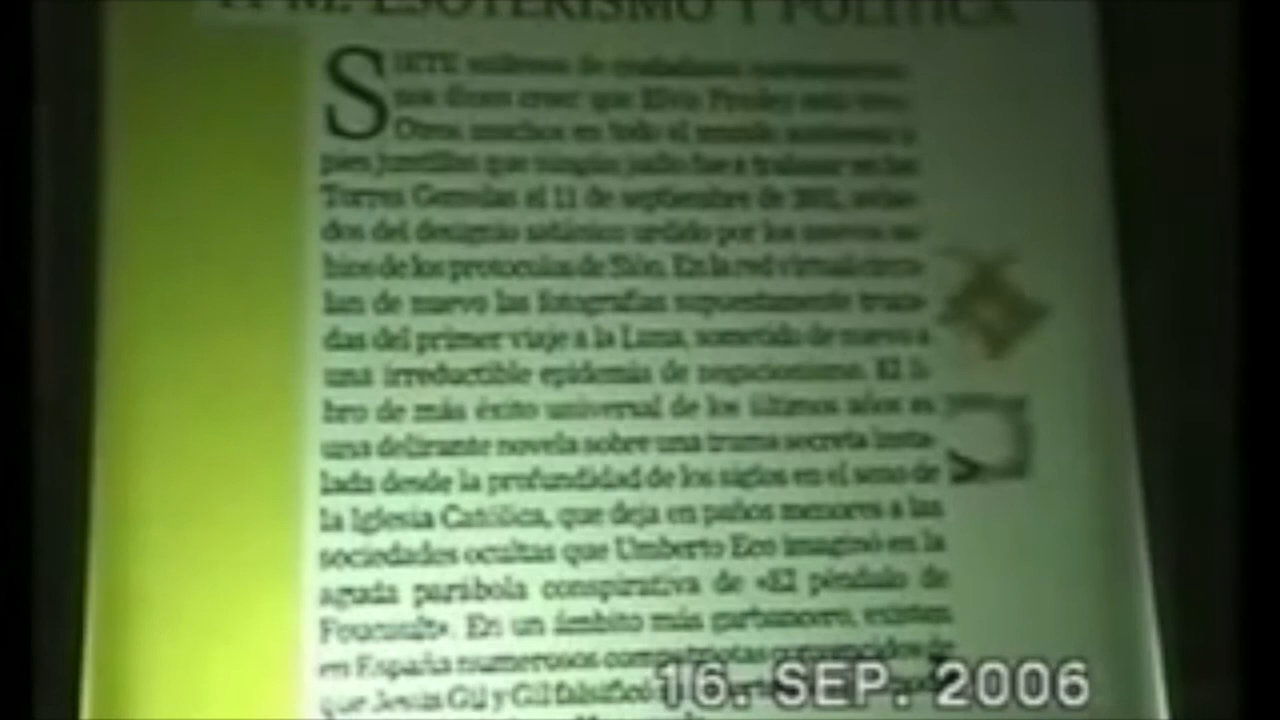 11 M: ESOTERISMO Y POLÍTICA
SIETE millones de ciudadanos norteamerica-
nos dicen creer que Elvis Presley está vivo.
Otros muchos en todo el mundo sostienen a
pies juntillas que ningún judío fue a trabajar en las
Torres Gemelas el 11 de septiembre de 2001, avisa-
dos del designio satánico urdido por los nuevos sa-
bios de los protocolos de Sión. En la red virtual circu-
lan de nuevo las fotografías supuestamente truca-
das del primer viaje a la Luna, sometido de nuevo a
una irreductible epidemia de negacionismo. El li-
bro de más éxito universal de los últimos años es
una delirante novela sobre una trama secreta insta-
lada desde la profundidad de los siglos en el seno de
la Iglesia Católica, que deja en paños menores a las
sociedades ocultas que Umberto Eco imaginó en la
aguda parábola conspirativa de «El péndulo de
Foucault». En un ámbito más garbancero, existen
en España numerosos compatriotas convencidos de
que Jesús Gil y Gil falsificó
16. SEP. 2006